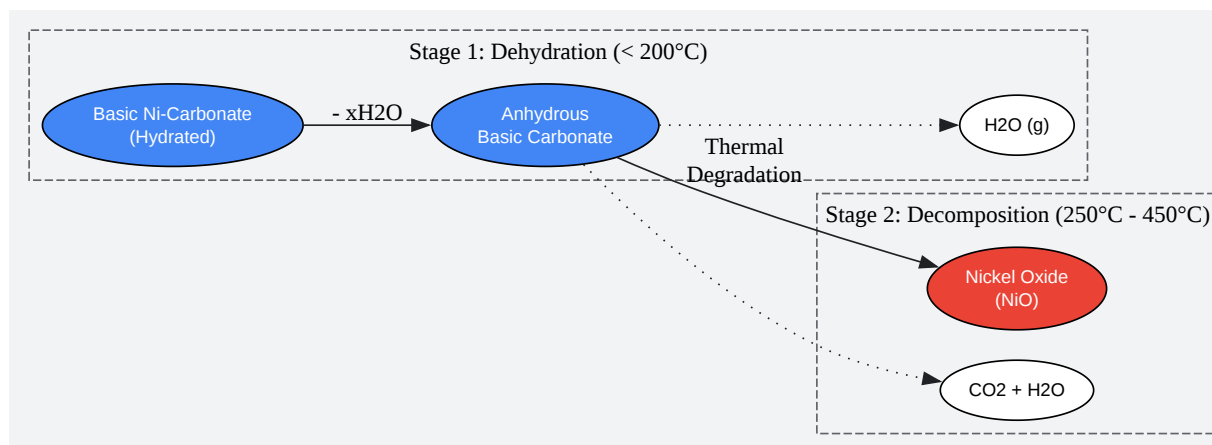 Stage 1: Dehydration (< 200°C)
Basic Ni-Carbonate
(Hydrated)
- xH2O
Anhydrous
Basic Carbonate
H2O (g)
Thermal
Degradation
Stage 2: Decomposition (250°C - 450°C)
Nickel Oxide
(NiO)
CO2 + H2O